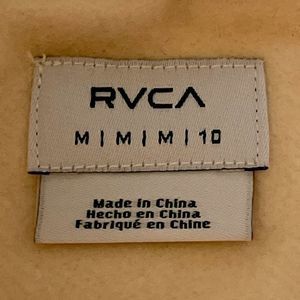 RVCA
M | M | M | 10
Made in China
Hecho en China
Fabriqué en Chine